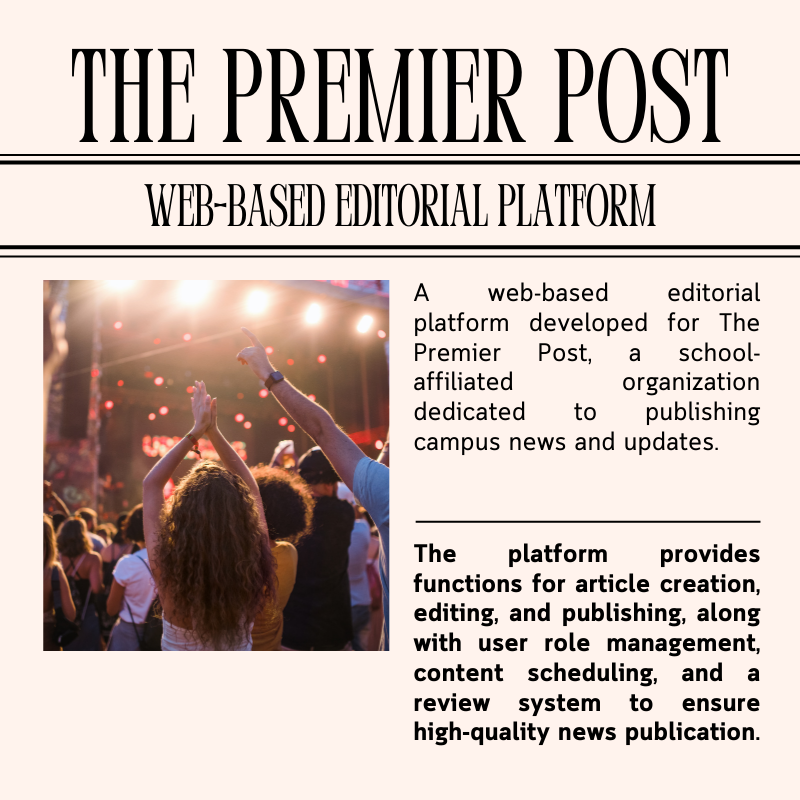 THE PREMIER POST
WEB-BASED EDITORIAL PLATFORM
A web-based editorial
platform developed for The
Premier Post, a school-
affiliated organization
dedicated to publishing
campus news and updates.
The platform provides
functions for article creation,
editing, and publishing, along
with user role management,
content scheduling, and a
review system to ensure
high-quality news publication.